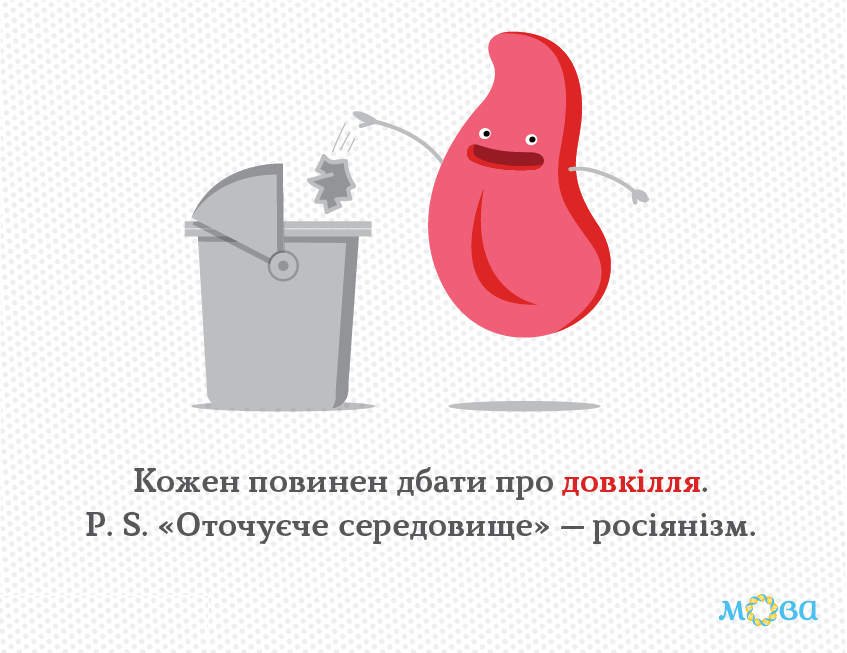 Кожен повинен дбати про довкілля.
P. S. «Оточуєче середовище» — росіянізм.
мова